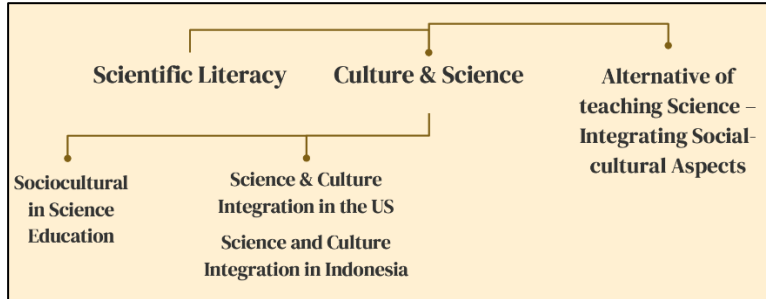 Scientific Literacy
Culture & Science
Alternative of
teaching Science –
Integrating Social-
cultural Aspects
Sociocultural
in Science
Education
Science & Culture
Integration in the US
Science and Culture
Integration in Indonesia